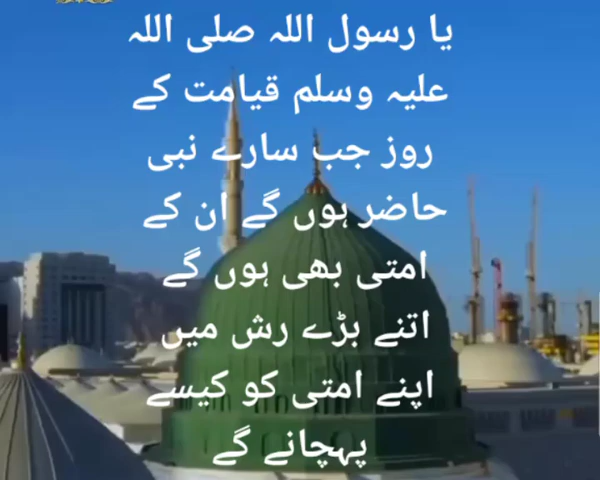 یا رسول اللہ صلی اللہ
علیہ وسلم قیامت کے
روز جب سارے نبی
حاضر ہوں گے ان کے
امتی بھی ہوں گے
اتنے بڑے رش میں
اپنے امتی کو کیسے
پہچانے گے